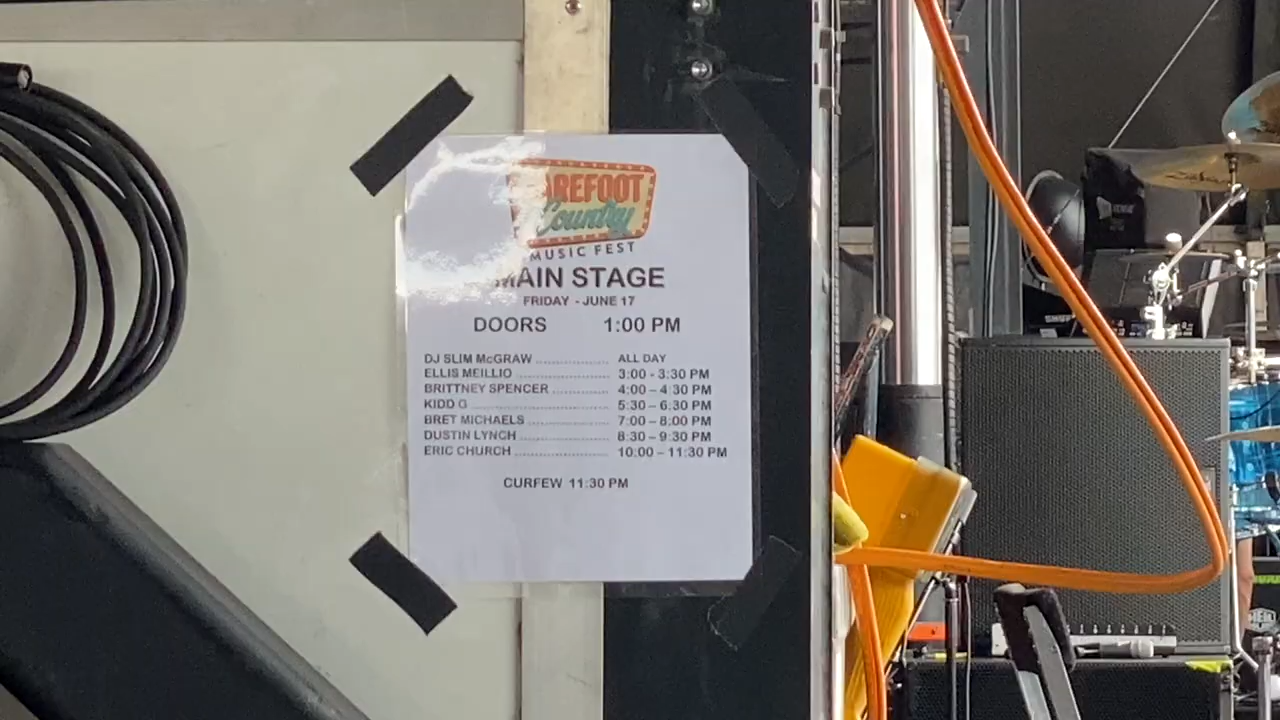 AREFOOT
Country
MUSIC FEST
MAIN STAGE
FRIDAY - JUNE 17
DOORS 1:00 PM
DJ SLIM McGRAW ALL DAY
ELLIS MEILLIO 3:00 - 3:30 PM
BRITTNEY SPENCER 4:00 – 4:30 PM
KIDD G 5:30 – 6:30 PM
BRET MICHAELS 7:00 – 8:00 PM
DUSTIN LYNCH 8:30 – 9:30 PM
ERIC CHURCH 10:00 – 11:30 PM
CURFEW 11:30 PM